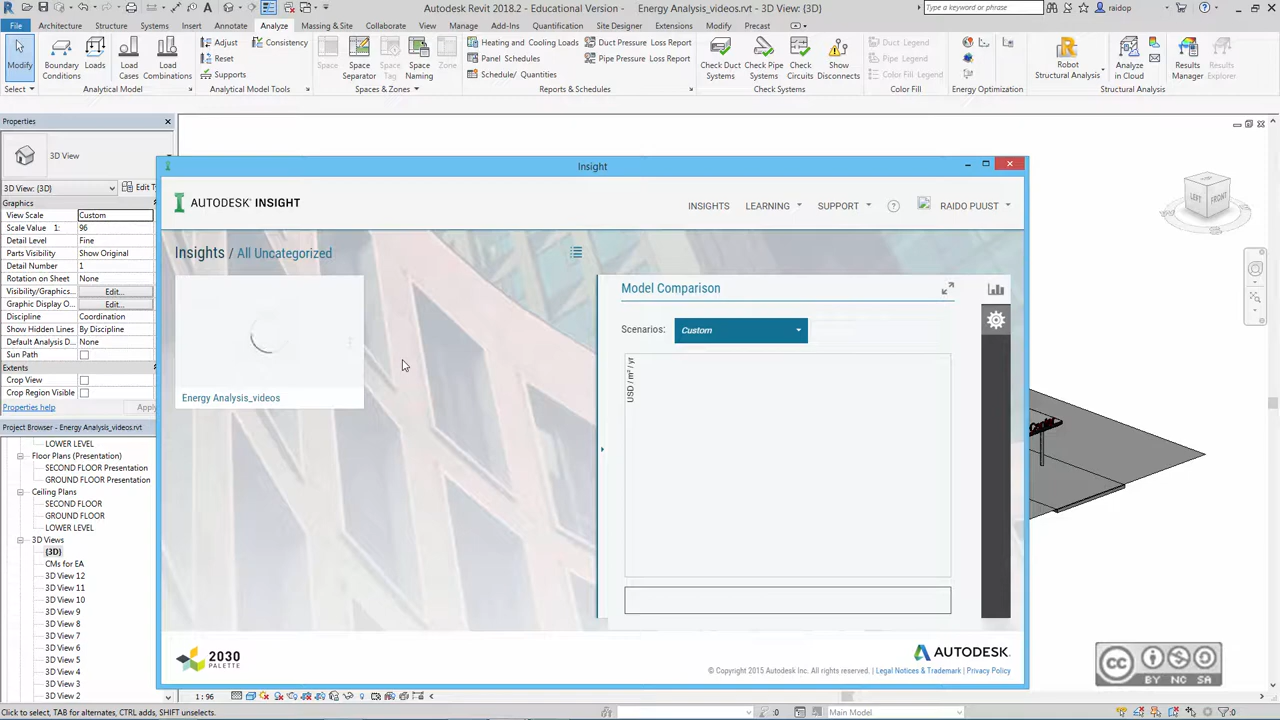 Autodesk Revit 2018.2 - Educational Version - Energy Analysis_videos.rvt - 3D View: {3D}
Type a keyword or phrase
raidop
File Architecture Structure Systems Insert Annotate Analyze Massing & Site Collaborate View Manage Add-Ins Quantification Site Designer Extensions Modify Precast
Modify
Boundary Conditions
Loads
Load Cases
Load Combinations
Adjust
Reset
Supports
Consistency
Space
Space Separator
Space Tag
Space Naming
Zone
Heating and Cooling Loads
Panel Schedules
Schedule/ Quantities
Duct Pressure Loss Report
Pipe Pressure Loss Report
Check Duct Systems
Check Pipe Systems
Check Circuits
Show Disconnects
Duct Legend
Pipe Legend
Color Fill Legend
Robot Structural Analysis
Analyze in Cloud
Results Manager
Results Explorer
Select
Analytical Model
Analytical Model Tools
Spaces & Zones
Reports & Schedules
Check Systems
Color Fill
Energy Optimization
Structural Analysis
Properties
3D View
3D View: {3D}
Edit T
Graphics
View Scale Custom
Scale Value 1: 96
Detail Level Fine
Parts Visibility Show Original
Detail Number 1
Rotation on Sheet None
Visibility/Graphics... Edit...
Graphic Display O... Edit...
Discipline Coordination
Show Hidden Lines By Discipline
Default Analysis D... None
Sun Path
Extents
Crop View
Crop Region Visible
Properties help
Apply
Project Browser - Energy Analysis_videos.rvt
LOWER LEVEL
Floor Plans (Presentation)
SECOND FLOOR Presentation
GROUND FLOOR Presentation
Ceiling Plans
SECOND FLOOR
GROUND FLOOR
LOWER LEVEL
3D Views
{3D}
CMs for EA
3D View 12
3D View 11
3D View 10
3D View 9
3D View 8
3D View 7
3D View 6
3D View 5
3D View 4
3D View 3
3D View 2
Insight
AUTODESK® INSIGHT
INSIGHTS
LEARNING
SUPPORT
?
RAIDO PUUST
Insights / All Uncategorized
Energy Analysis_videos
Model Comparison
Scenarios: Custom
USD / m² / yr
2030
PALETTE
AUTODESK.
© Copyright 2015 Autodesk Inc. All rights reserved. | Legal Notices & Trademark | Privacy Policy
LEFT
FRONT
cc
BY NC SA
1 : 96
Click to select, TAB for alternates, CTRL adds, SHIFT unselects.
:0
Main Model
:0